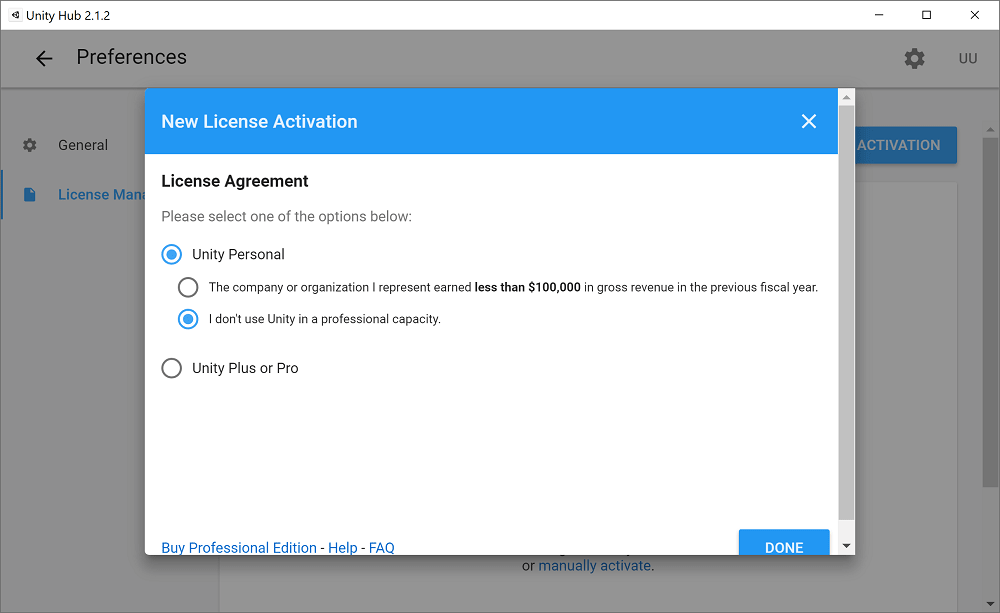 Unity Hub 2.1.2
Preferences
UU
General
License Mana
ACTIVATION
New License Activation
License Agreement
Please select one of the options below:
Unity Personal
The company or organization I represent earned less than $100,000 in gross revenue in the previous fiscal year.
I don't use Unity in a professional capacity.
Unity Plus or Pro
Buy Professional Edition - Help - FAQ
DONE
or manually activate.